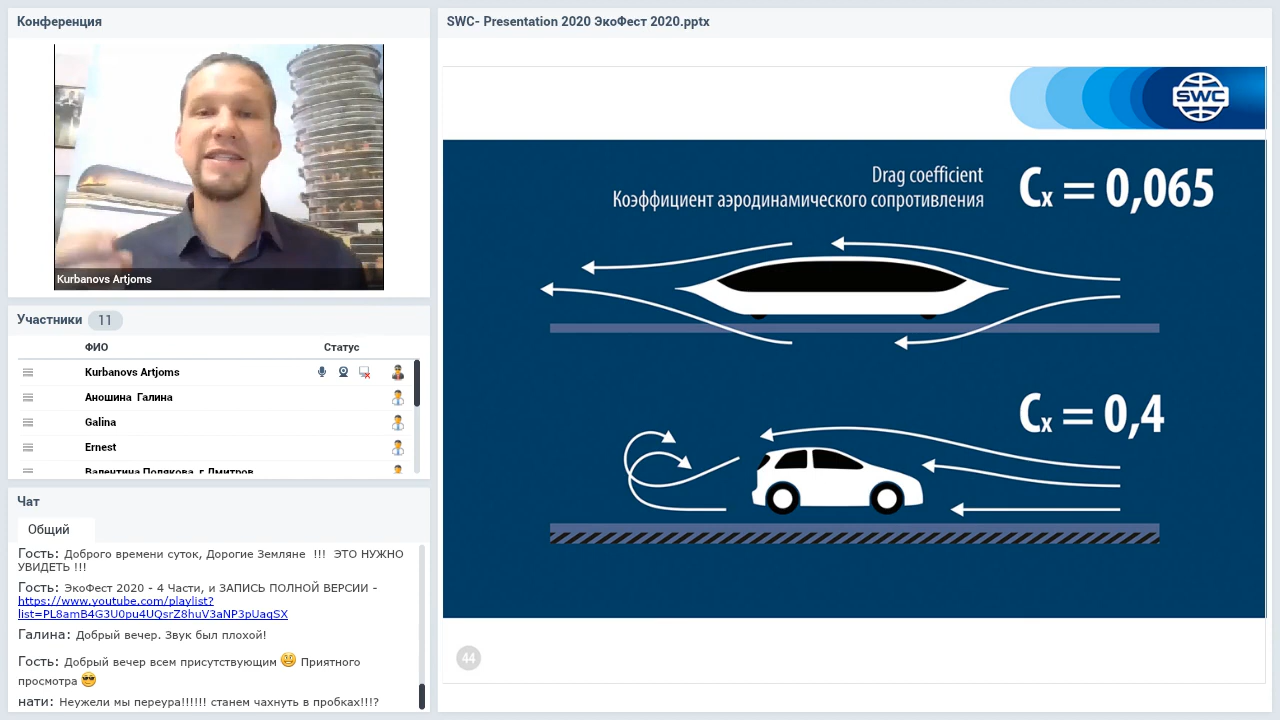 Конференция
Kurbanovs Artjoms
Участники 11
ФИО Статус
Kurbanovs Artjoms
Аношина Галина
Galina
Ernest
Валентина Полякова, г.Дмитров
Чат
Общий
Гость: Доброго времени суток, Дорогие Земляне !!! ЭТО НУЖНО
УВИДЕТЬ !!!
Гость: ЭкоФест 2020 - 4 Части, и ЗАПИСЬ ПОЛНОЙ ВЕРСИИ -
https://www.youtube.com/playlist?
list=PL8amB4G3U0pu4UQsrZ8huV3aNP3pUaqSX
Галина: Добрый вечер. Звук был плохой!
Гость: Добрый вечер всем присутствующим Приятного
просмотра
нати: Неужели мы переура!!!!!! станем чахнуть в пробках!!!?
SWC- Presentation 2020 ЭкоФест 2020.pptx
SWC
Drag coefficient
Коэффициент аэродинамического сопротивления
Cx = 0,065
Cx = 0,4
44